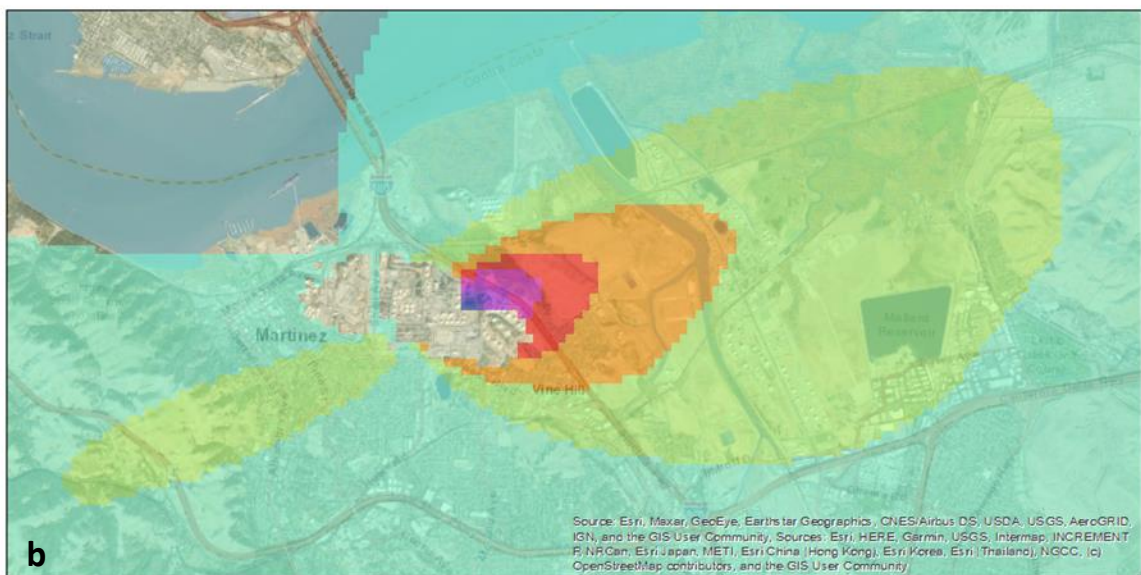 z Strait
Martinez
Mallard
Vine Hill
Source: Esri, Maxar, GeoEye, Earthstar Geographics, CNES/Airbus DS, USDA, USGS, AeroGRID,
IGN, and the GIS User Community, Sources: Esri, HERE, Garmin, USGS, Intermap, INCREMENT
P, NRCan, Esri Japan, METI, Esri China (Hong Kong), Esri Korea, Esri (Thailand), NGCC, (c)
OpenStreetMap contributors, and the GIS User Community
b